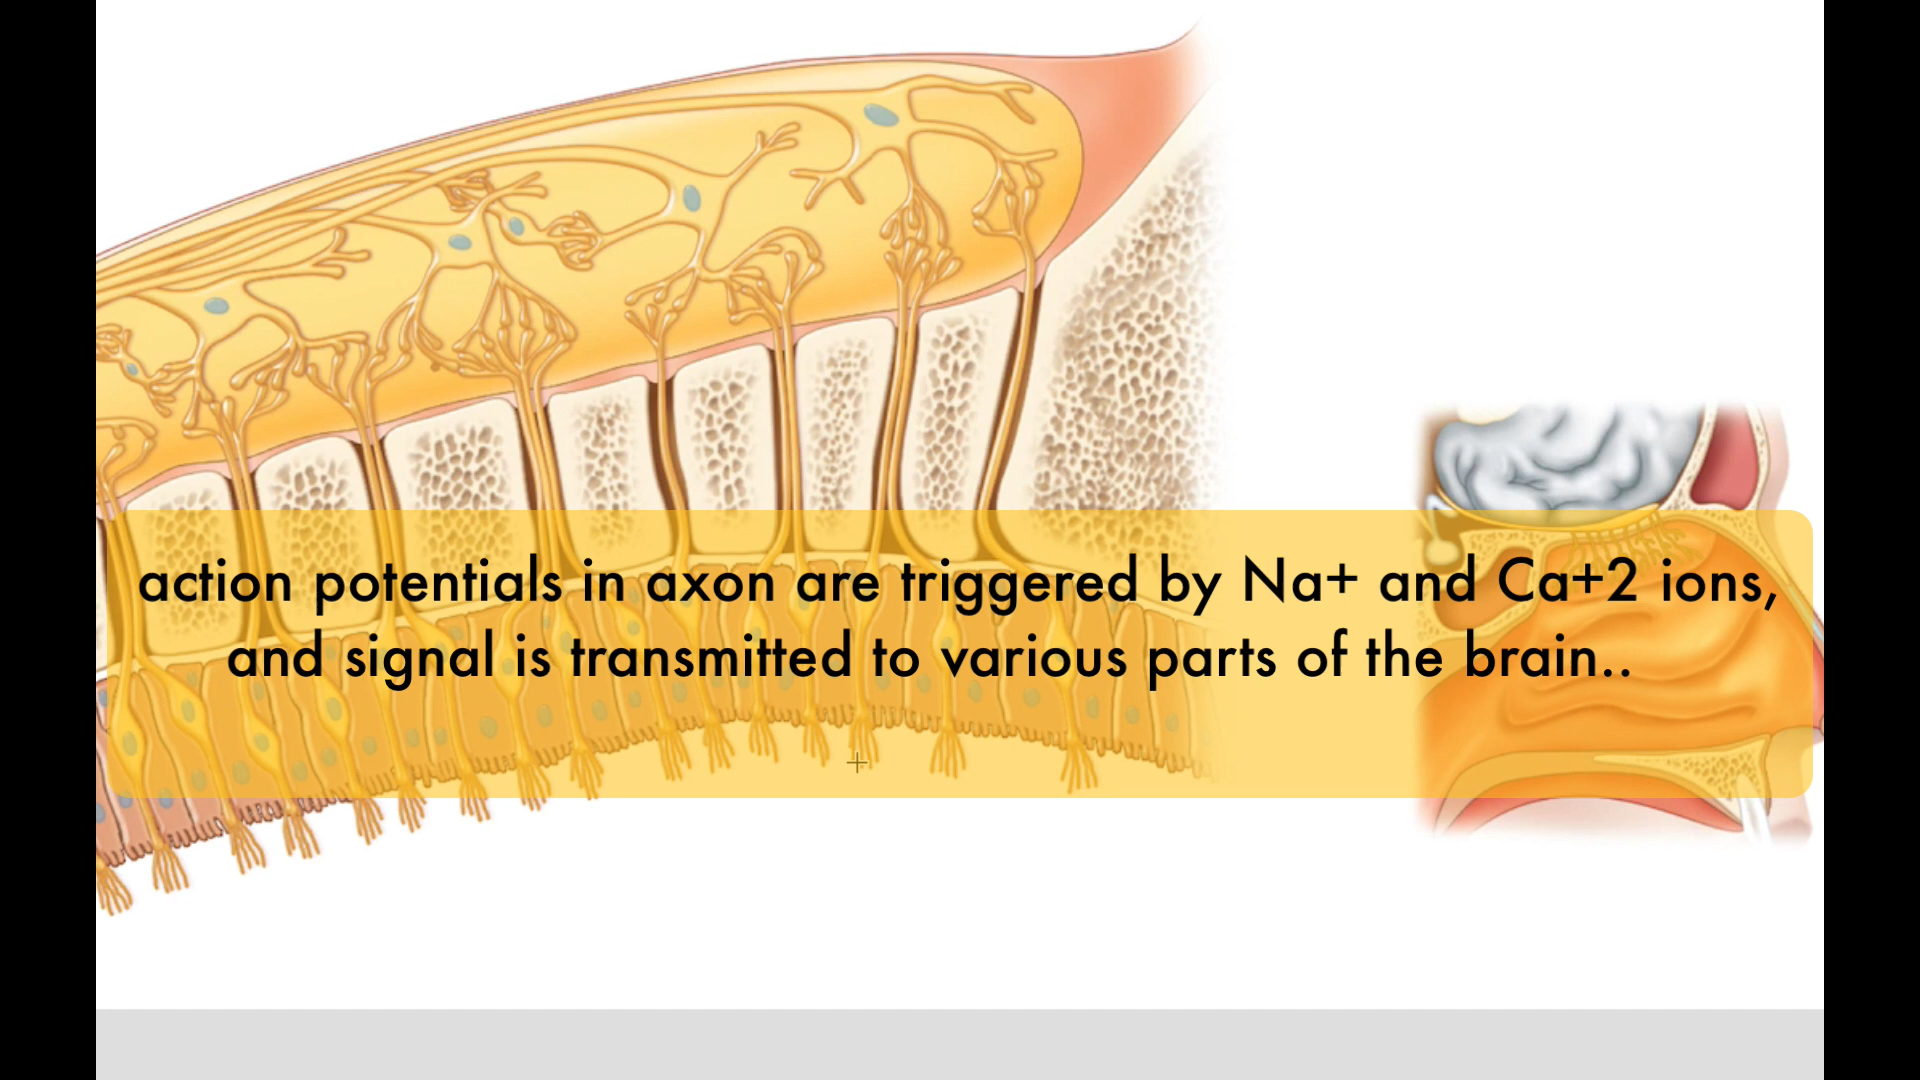 action potentials in axon are triggered by Na+ and Ca+2 ions,
and signal is transmitted to various parts of the brain..